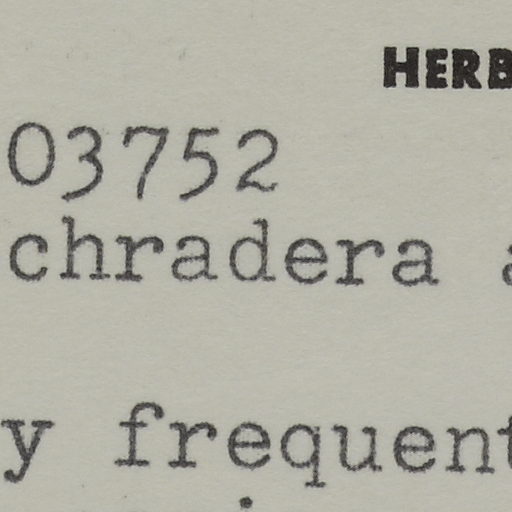 HERB
03752
chradera a
y frequent